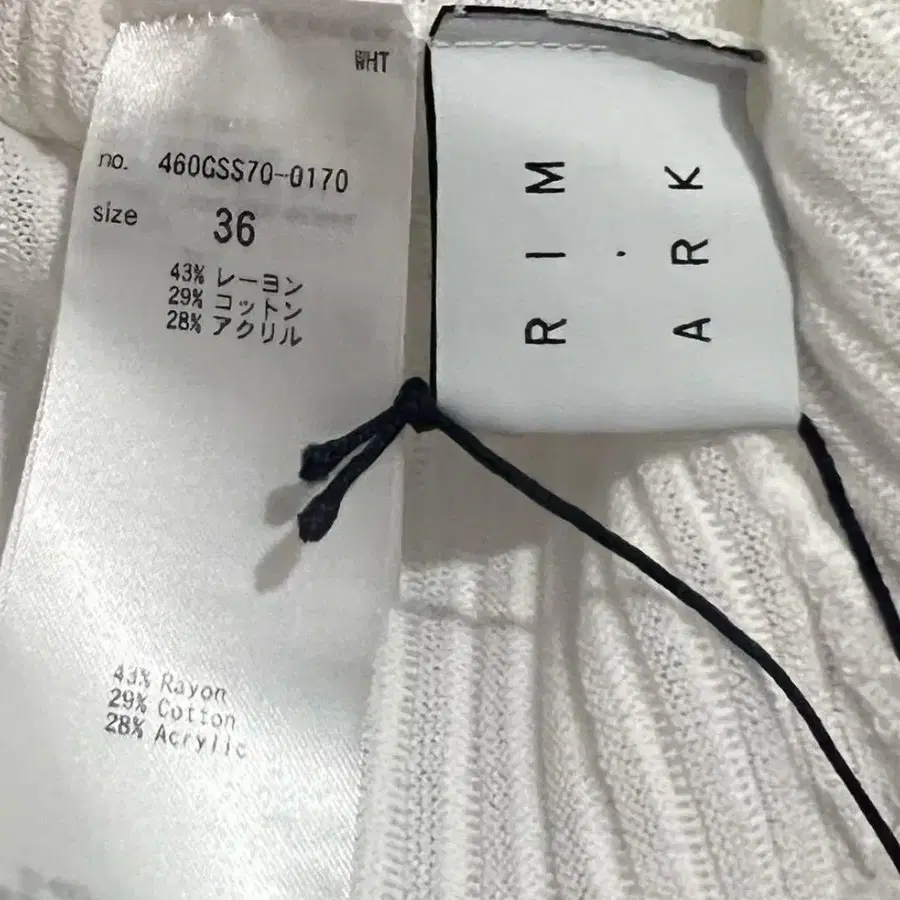 WHT
no. 460GSS70-0170
size 36
43% レーヨン
29% コットン
28% アクリル
43% Rayon
29% Cotton
28% Acrylic
RIM.
ARK